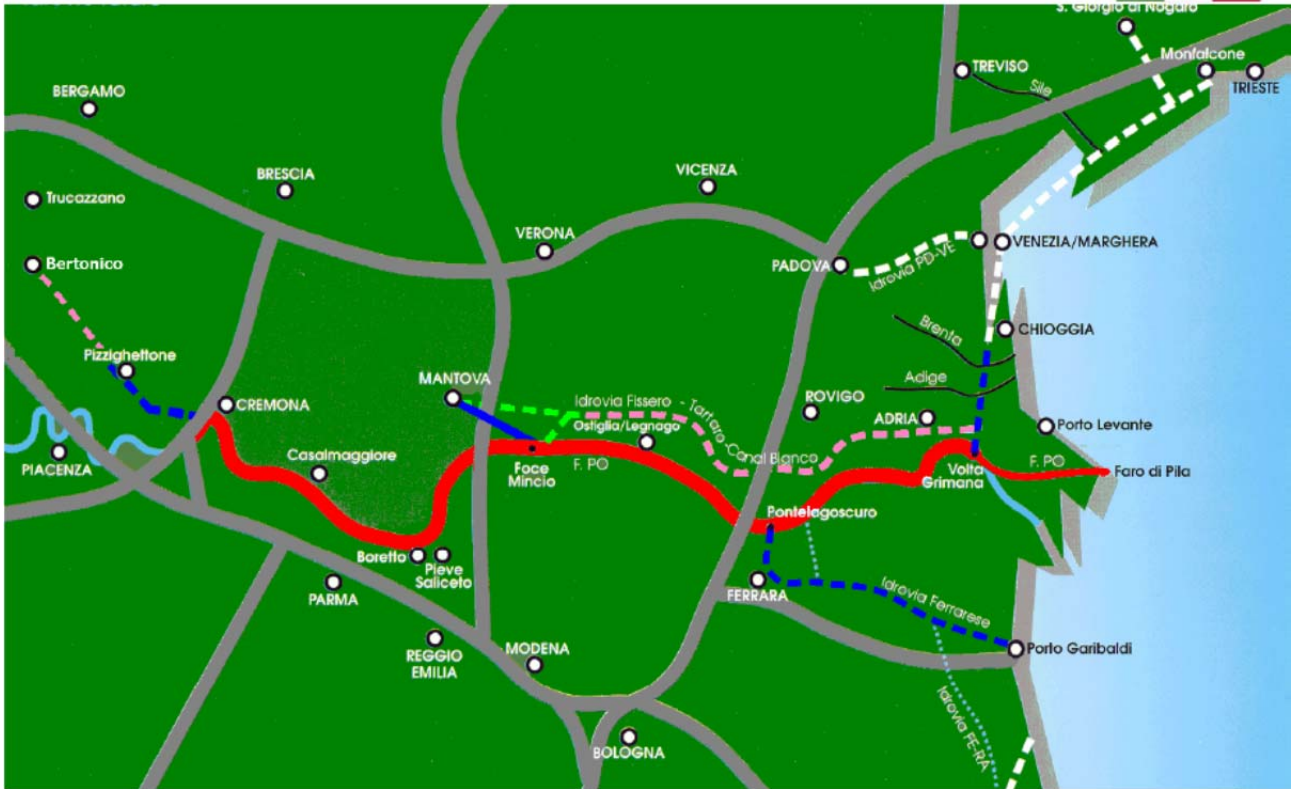 S. Giorgio di Nogaro
Monfalcone
TREVISO
TRIESTE
Sile
BERGAMO
BRESCIA
VICENZA
Trucazzano
VERONA
VENEZIA/MARGHERA
PADOVA
Idrovia PD-VE
Bertonico
CHIOGGIA
Brenta
Pizzighettone
Adige
MANTOVA
CREMONA
Idrovia Fissero - Tartaro - Canal Bianco
ROVIGO
ADRIA
Porto Levante
Ostiglia/Legnago
Casalmaggiore
PIACENZA
Foce
Mincio
F. PO
Volta
Grimana
F. PO
Faro di Pila
Pontelagoscuro
Boretto
Pieve
Saliceto
PARMA
FERRARA
Idrovia Ferrarese
REGGIO
EMILIA
MODENA
Porto Garibaldi
Idrovia FE-RA
BOLOGNA